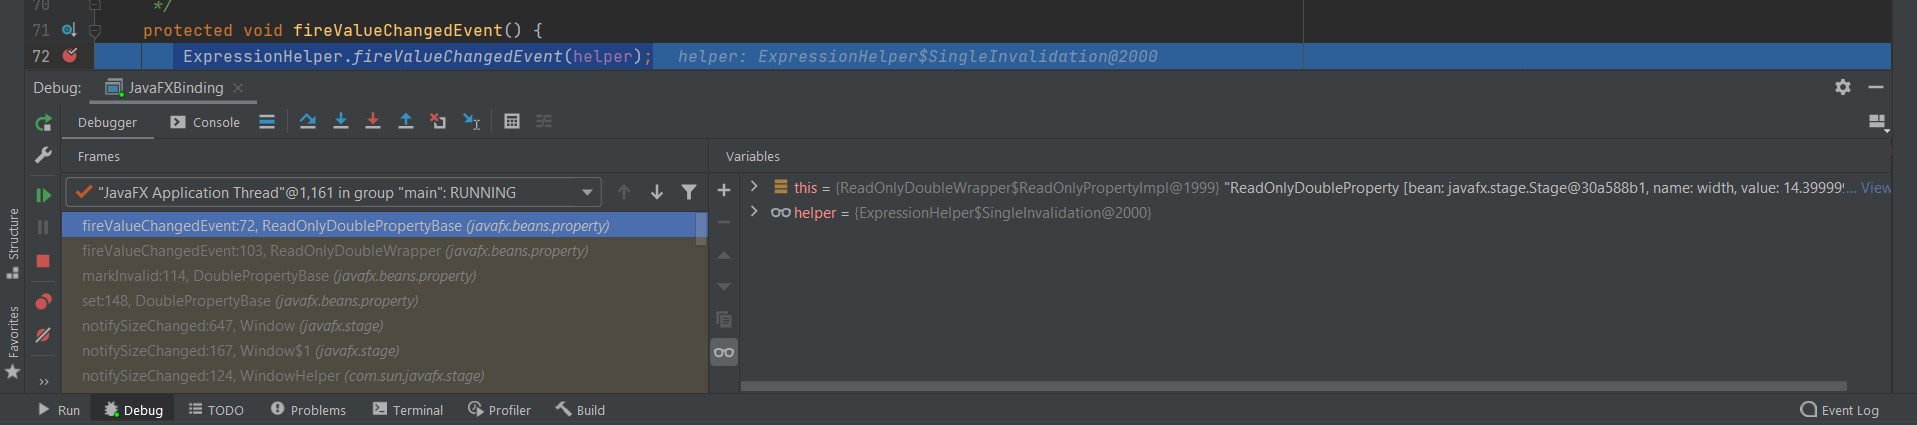 70 */
71 protected void fireValueChangedEvent() {
72 ExpressionHelper.fireValueChangedEvent(helper); helper: ExpressionHelper$SingleInvalidation@2000
Debug: JavaFXBinding
Debugger Console
Frames
Variables
"JavaFX Application Thread"@1,161 in group "main": RUNNING
fireValueChangedEvent:72, ReadOnlyDoublePropertyBase (javafx.beans.property)
fireValueChangedEvent:103, ReadOnlyDoubleWrapper (javafx.beans.property)
markInvalid:114, DoublePropertyBase (javafx.beans.property)
set:148, DoublePropertyBase (javafx.beans.property)
notifySizeChanged:647, Window (javafx.stage)
notifySizeChanged:167, Window$1 (javafx.stage)
notifySizeChanged:124, WindowHelper (com.sun.javafx.stage)
this = {ReadOnlyDoubleWrapper$ReadOnlyPropertyImpl@1999} "ReadOnlyDoubleProperty [bean: javafx.stage.Stage@30a588b1, name: width, value: 14.39999... View
helper = {ExpressionHelper$SingleInvalidation@2000}
Structure
Favorites
Run Debug TODO Problems Terminal Profiler Build Event Log